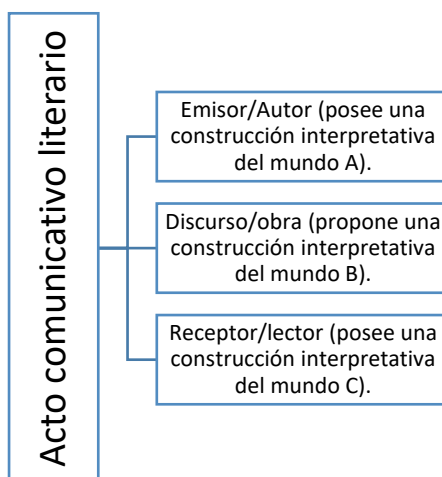 Acto comunicativo literario
Emisor/Autor (posee una
construcción interpretativa
del mundo A).
Discurso/obra (propone una
construcción interpretativa
del mundo B).
Receptor/lector (posee una
construcción interpretativa
del mundo C).